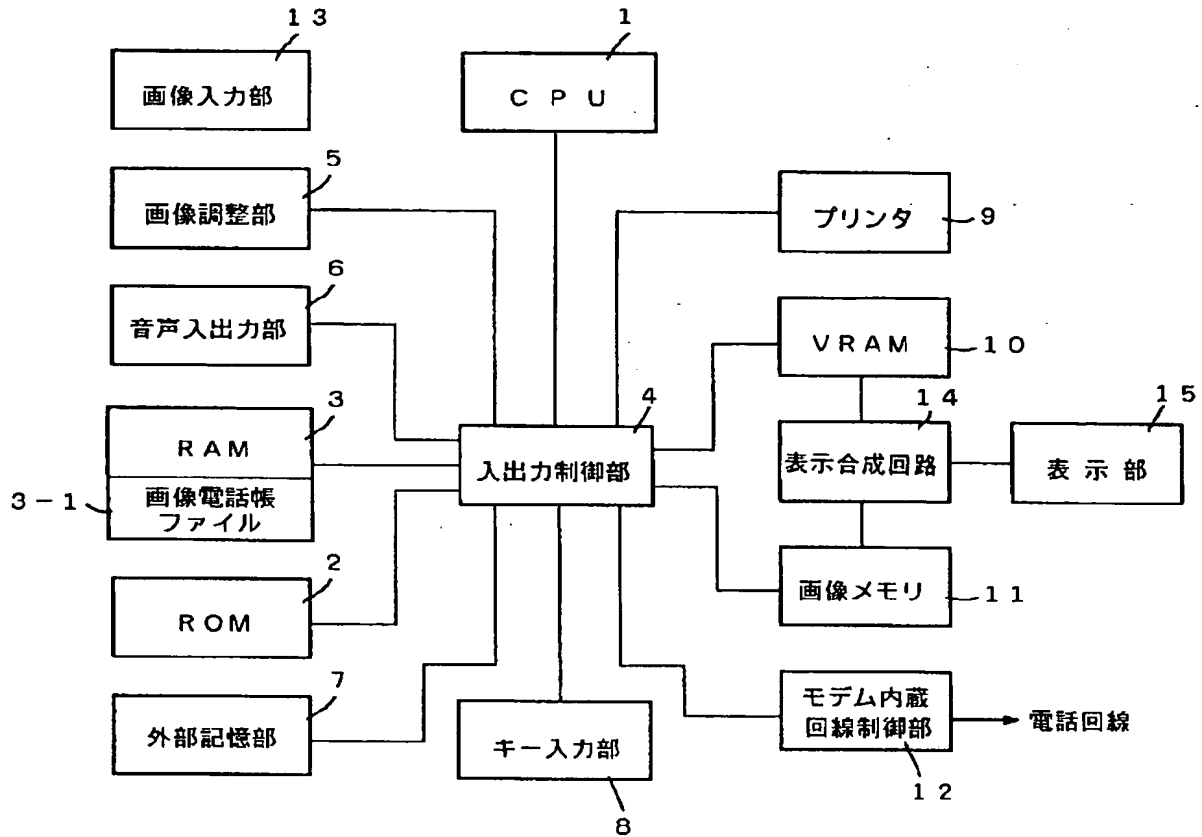 13
画像入力部
1
CPU
5
画像調整部
プリンタ
9
6
音声入出力部
VRAM
10
3
RAM
3-1
画像電話帳
ファイル
4
入出力制御部
14
表示合成回路
15
表示部
2
ROM
画像メモリ
11
7
外部記憶部
キー入力部
8
モデム内蔵
回線制御部
12
電話回線